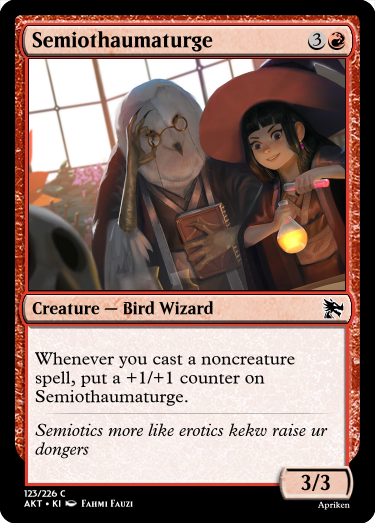 Semiothaumaturge 3
Creature — Bird Wizard
Whenever you cast a noncreature
spell, put a +1/+1 counter on
Semiothaumaturge.
Semiotics more like erotics kekw raise ur
dongers
3/3
123/226 C
AKT • KI Fahmi Fauzi
Apriken